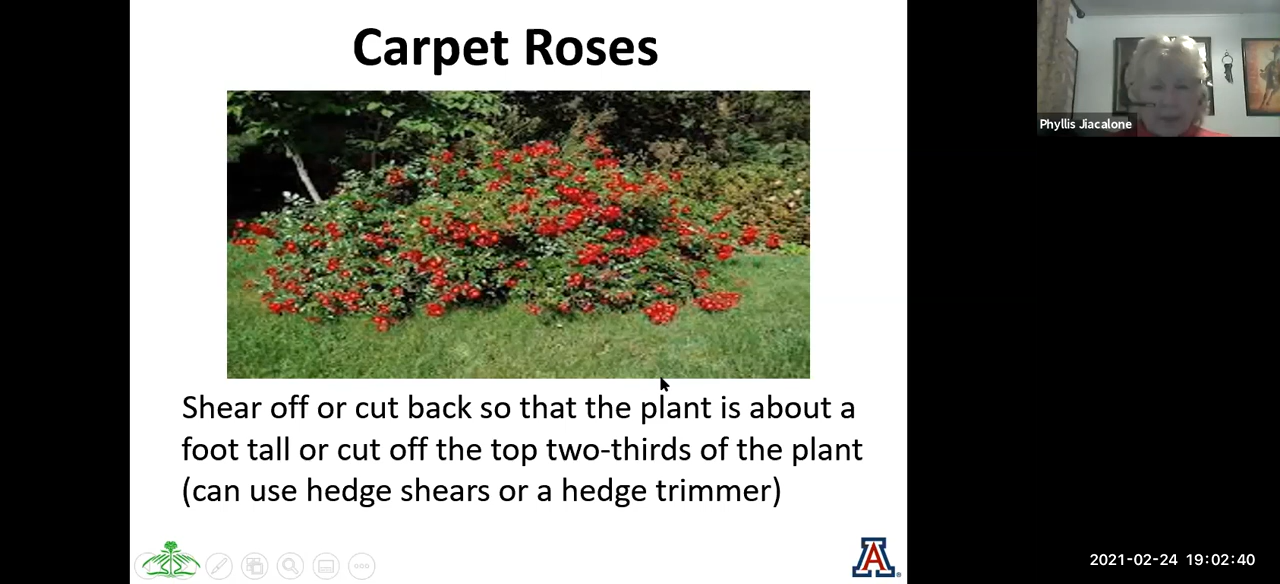 Carpet Roses
Phyllis Jiacalone
Shear off or cut back so that the plant is about a
foot tall or cut off the top two-thirds of the plant
(can use hedge shears or a hedge trimmer)
A
2021-02-24 19:02:40